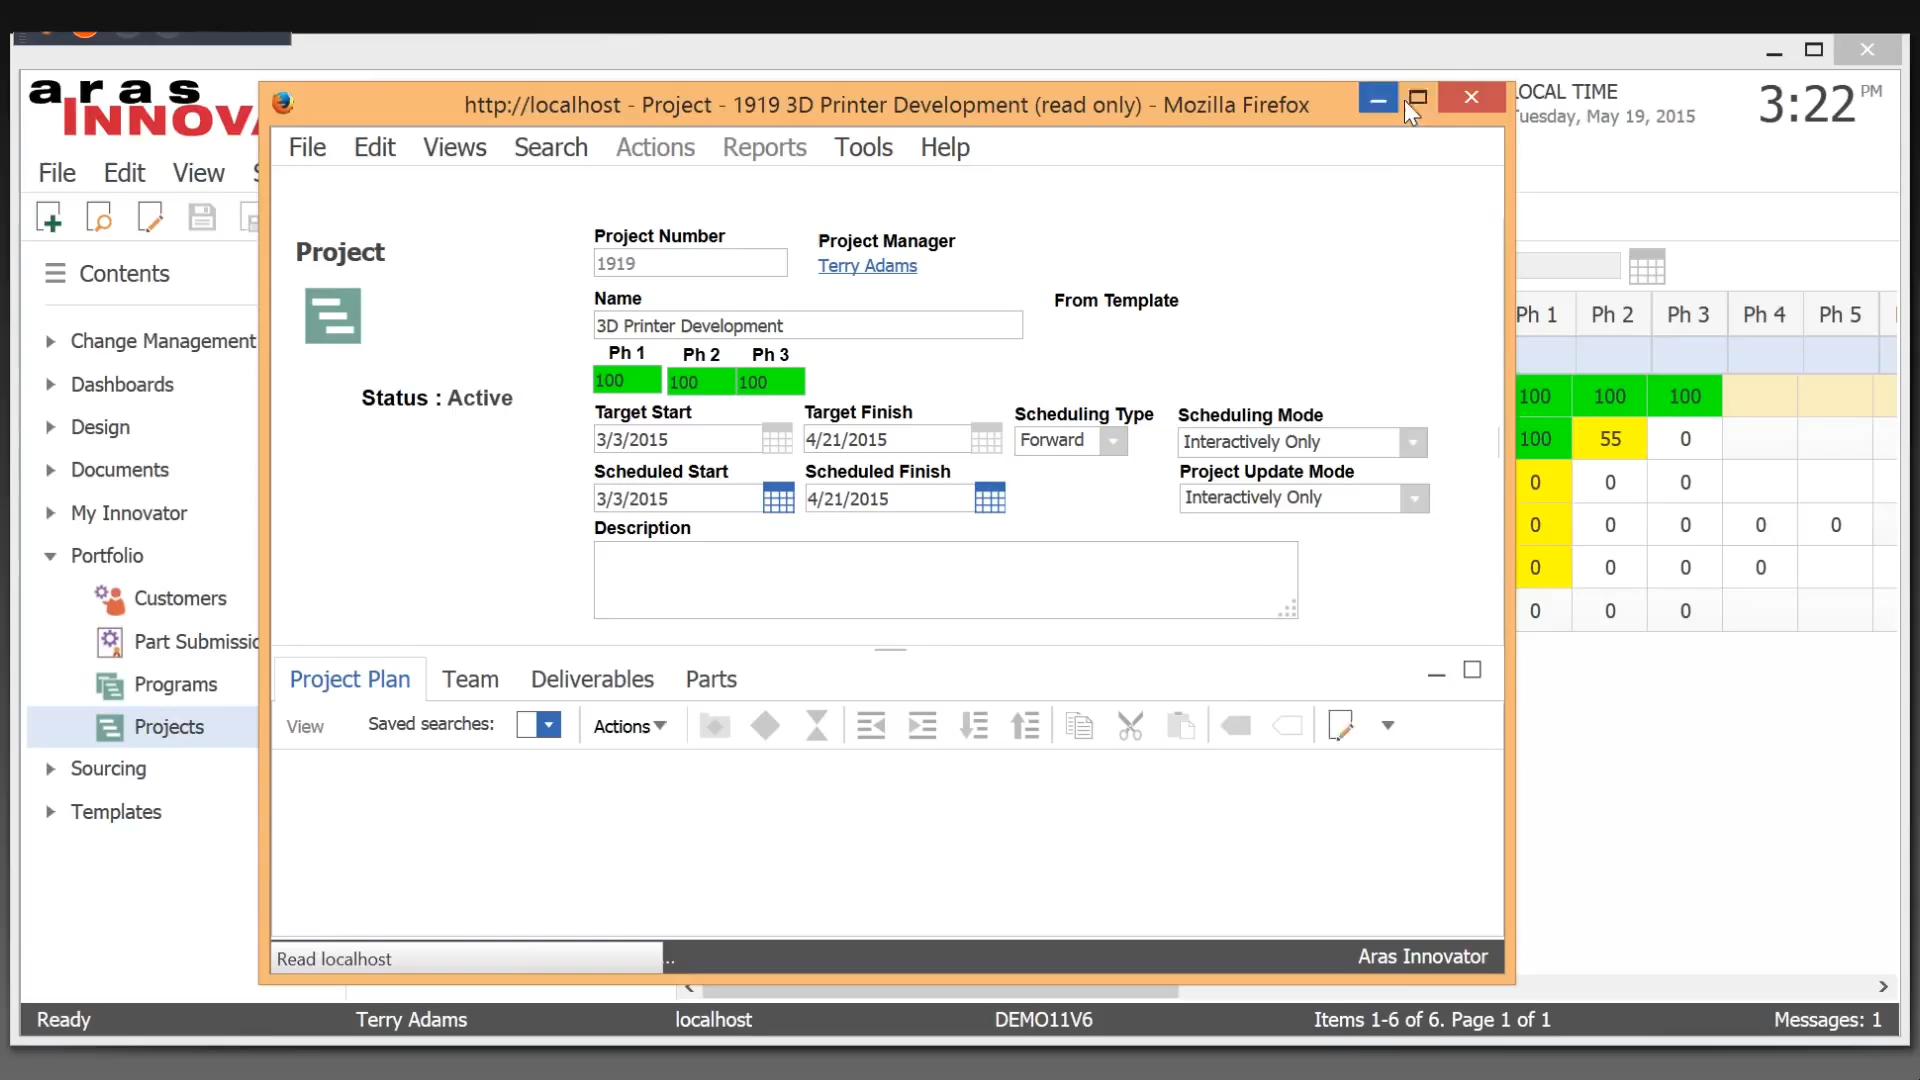 aras
INNOV
LOCAL TIME
Tuesday, May 19, 2015
3:22 PM
File Edit View
http://localhost - Project - 1919 3D Printer Development (read only) - Mozilla Firefox
File Edit Views Search Actions Reports Tools Help
Contents
Change Management
Dashboards
Design
Documents
My Innovator
Portfolio
Customers
Part Submissio
Programs
Projects
Sourcing
Templates
Project
Status : Active
Project Number
1919
Project Manager
Terry Adams
Name
3D Printer Development
From Template
Ph 1 Ph 2 Ph 3
100 100 100
Target Start Target Finish Scheduling Type Scheduling Mode
3/3/2015 4/21/2015 Forward Interactively Only
Scheduled Start Scheduled Finish Project Update Mode
3/3/2015 4/21/2015 Interactively Only
Description
Project Plan Team Deliverables Parts
View Saved searches: Actions
Read localhost ...
Aras Innovator
Ph 1 Ph 2 Ph 3 Ph 4 Ph 5
100 100 100
100 55 0
0 0 0
0 0 0 0 0
0 0 0 0
0 0 0
Ready Terry Adams localhost DEMO11V6 Items 1-6 of 6. Page 1 of 1 Messages: 1